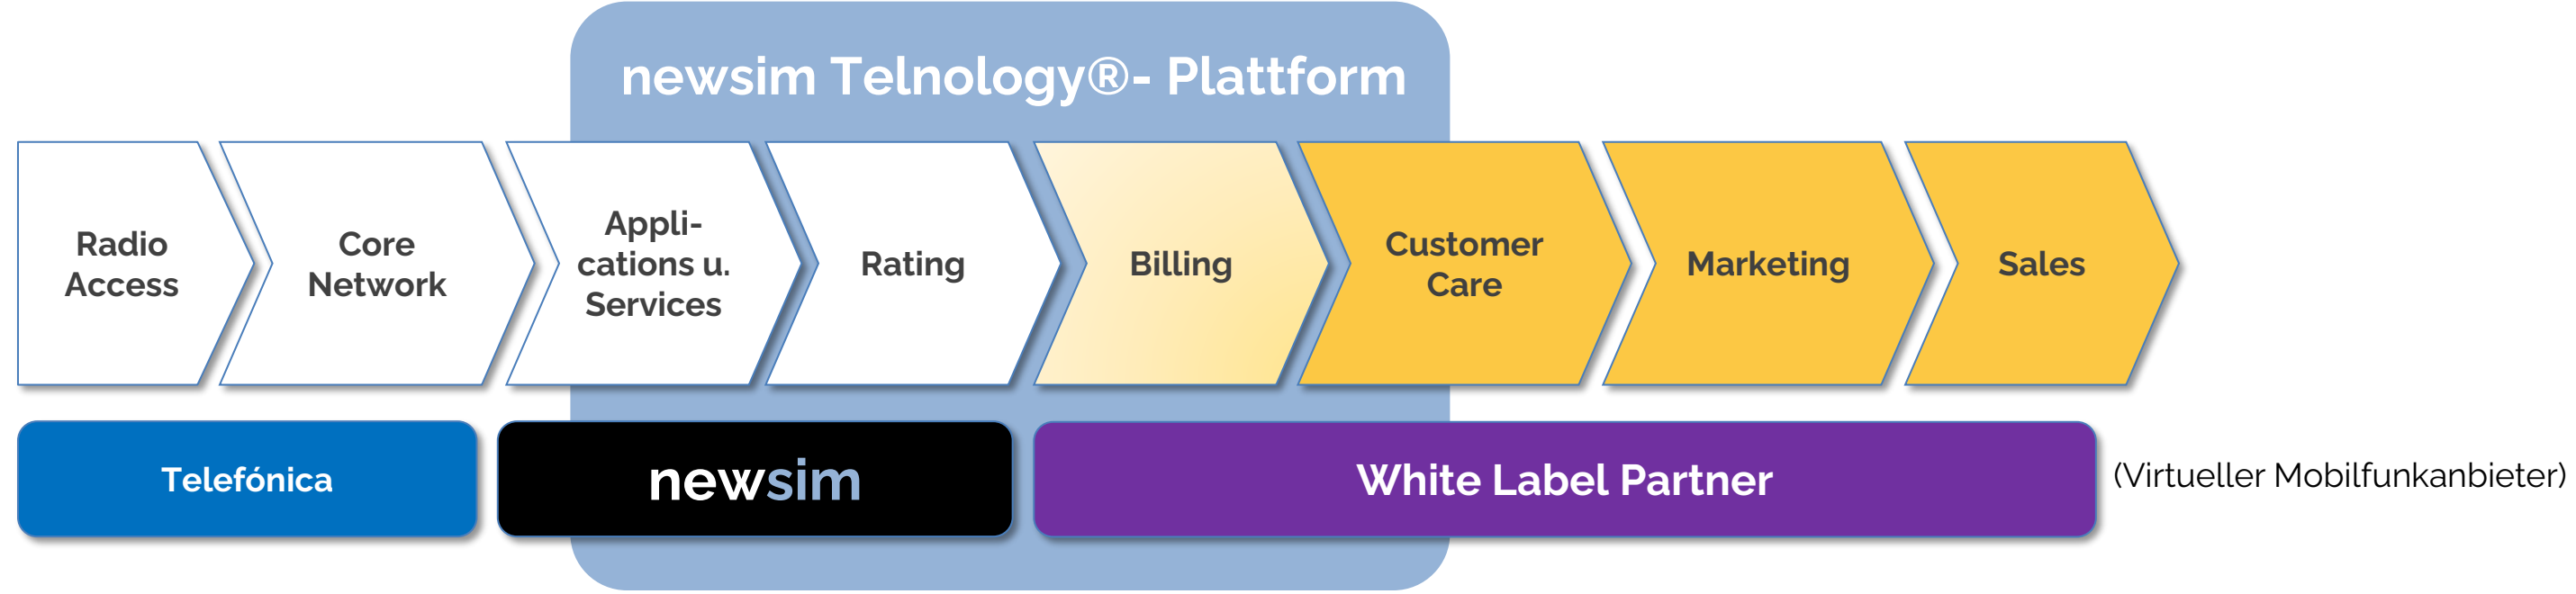 newsim Telnology®- Plattform
Radio
Access
Core
Network
Appli-
cations u.
Services
Rating
Billing
Customer
Care
Marketing
Sales
Telefónica
newsim
White Label Partner
(Virtueller Mobilfunkanbieter)